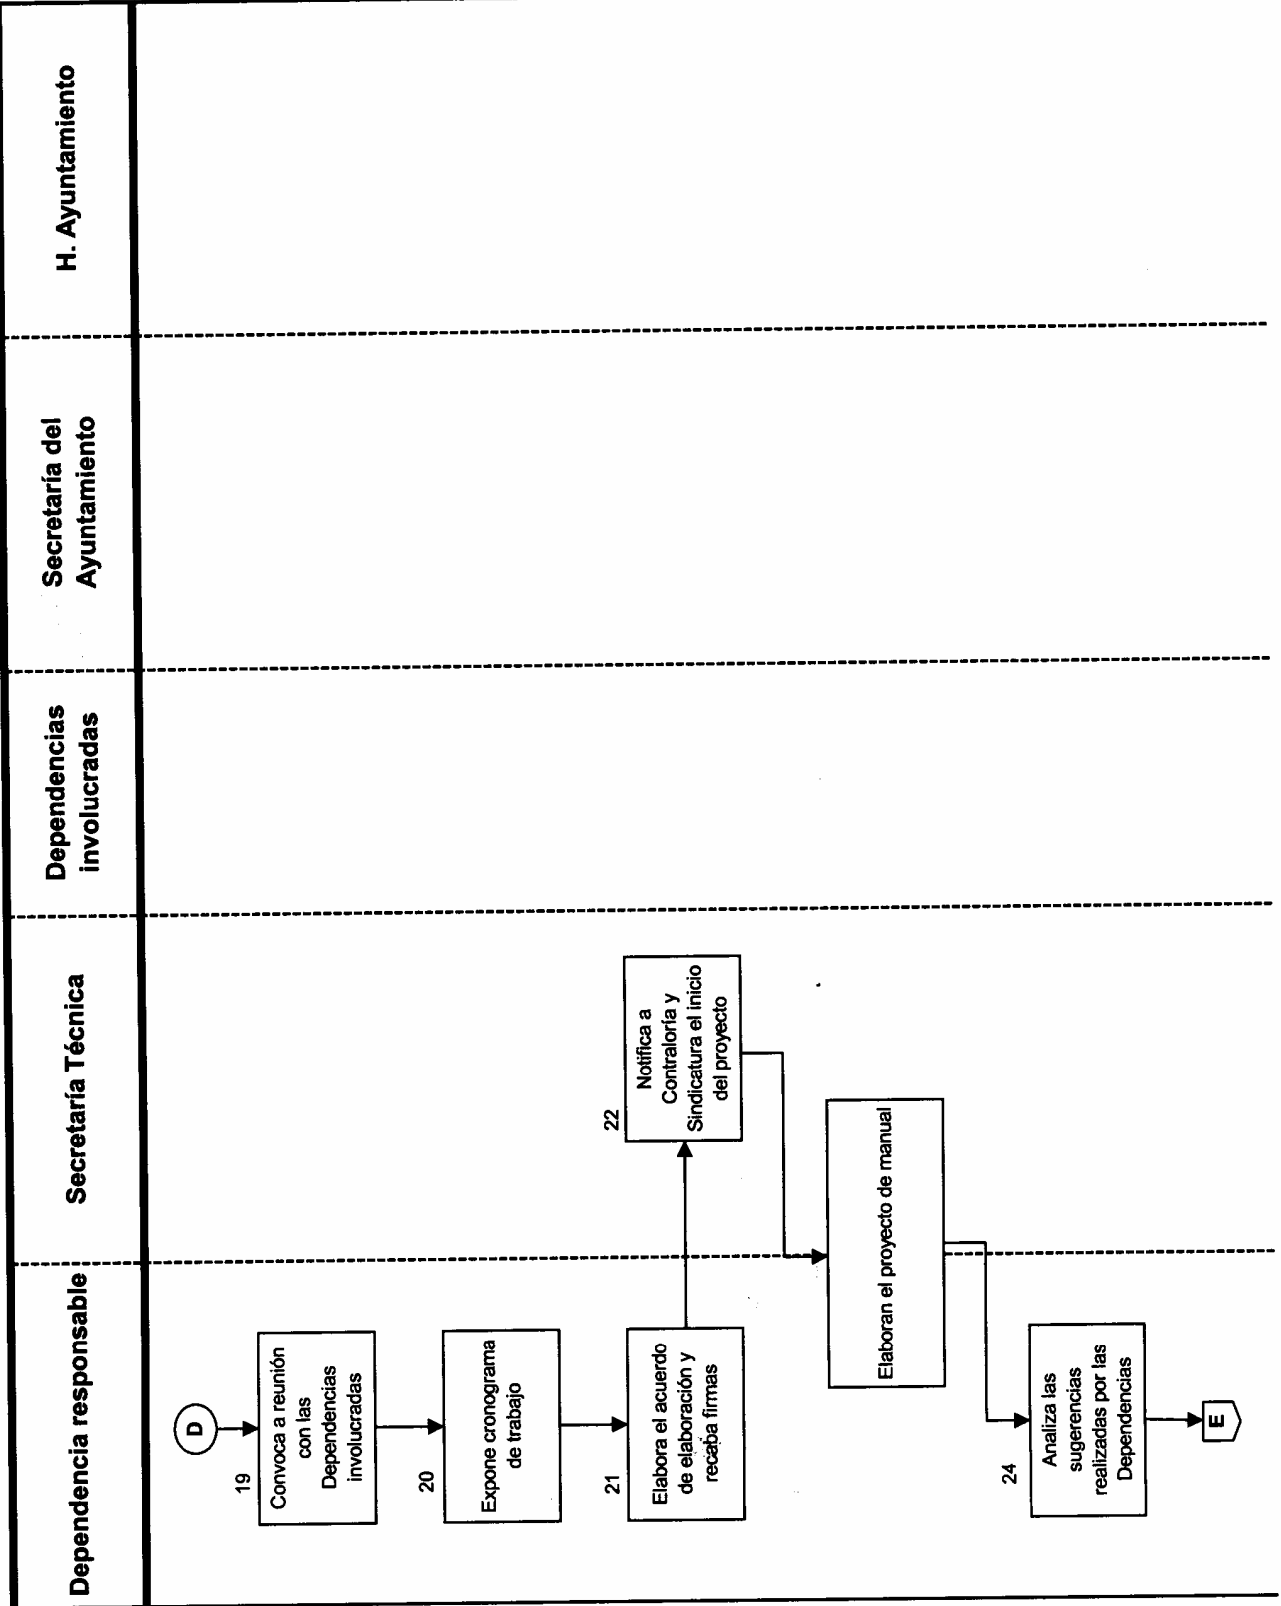 Dependencia responsable
Secretaría Técnica
Dependencias
involucradas
Secretaría del
Ayuntamiento
H. Ayuntamiento
D
19
Convoca a reunión
con las
Dependencias
involucradas
20
Expone cronograma
de trabajo
21
Elabora el acuerdo
de elaboración y
recaba firmas
22
Notifica a
Contraloría y
Sindicatura el inicio
del proyecto
Elaboran el proyecto de manual
24
Analiza las
sugerencias
realizadas por las
Dependencias
E